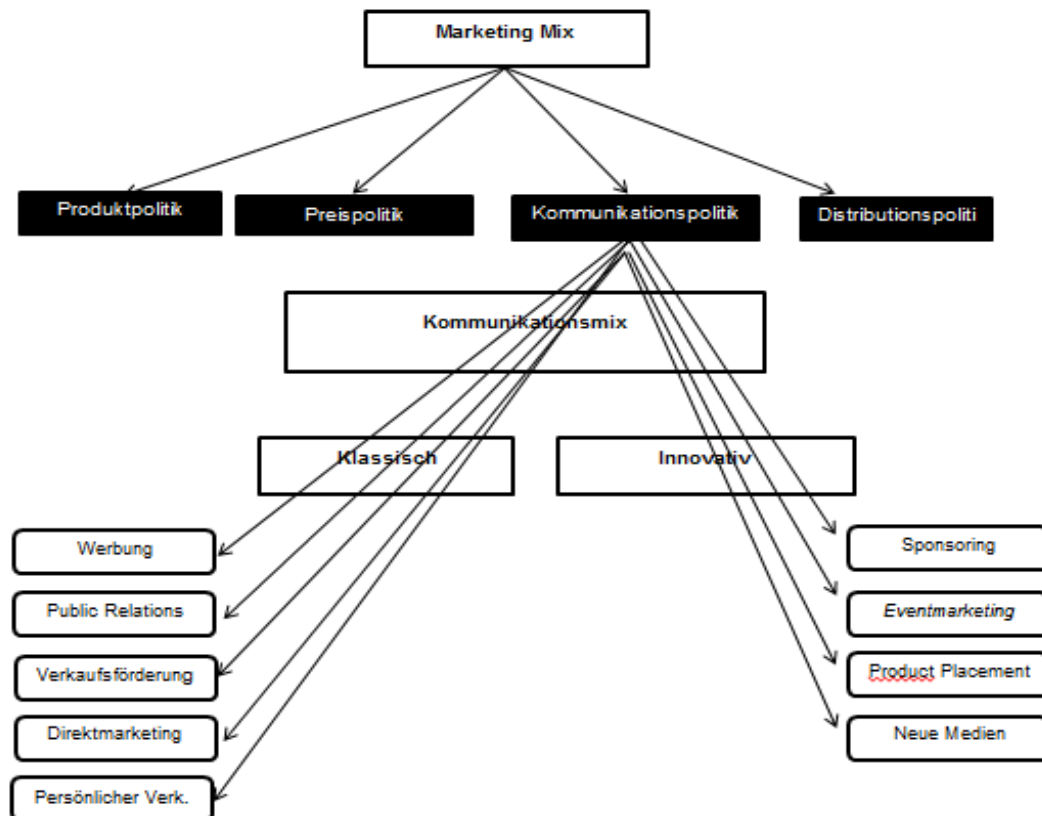 Marketing Mix
Produktpolitik
Preispolitik
Kommunikationspolitik
Distributionspoliti
Kommunikationsmix
Klassisch
Innovativ
Werbung
Public Relations
Verkaufsförderung
Direktmarketing
Persönlicher Verk.
Sponsoring
Eventmarketing
Product Placement
Neue Medien